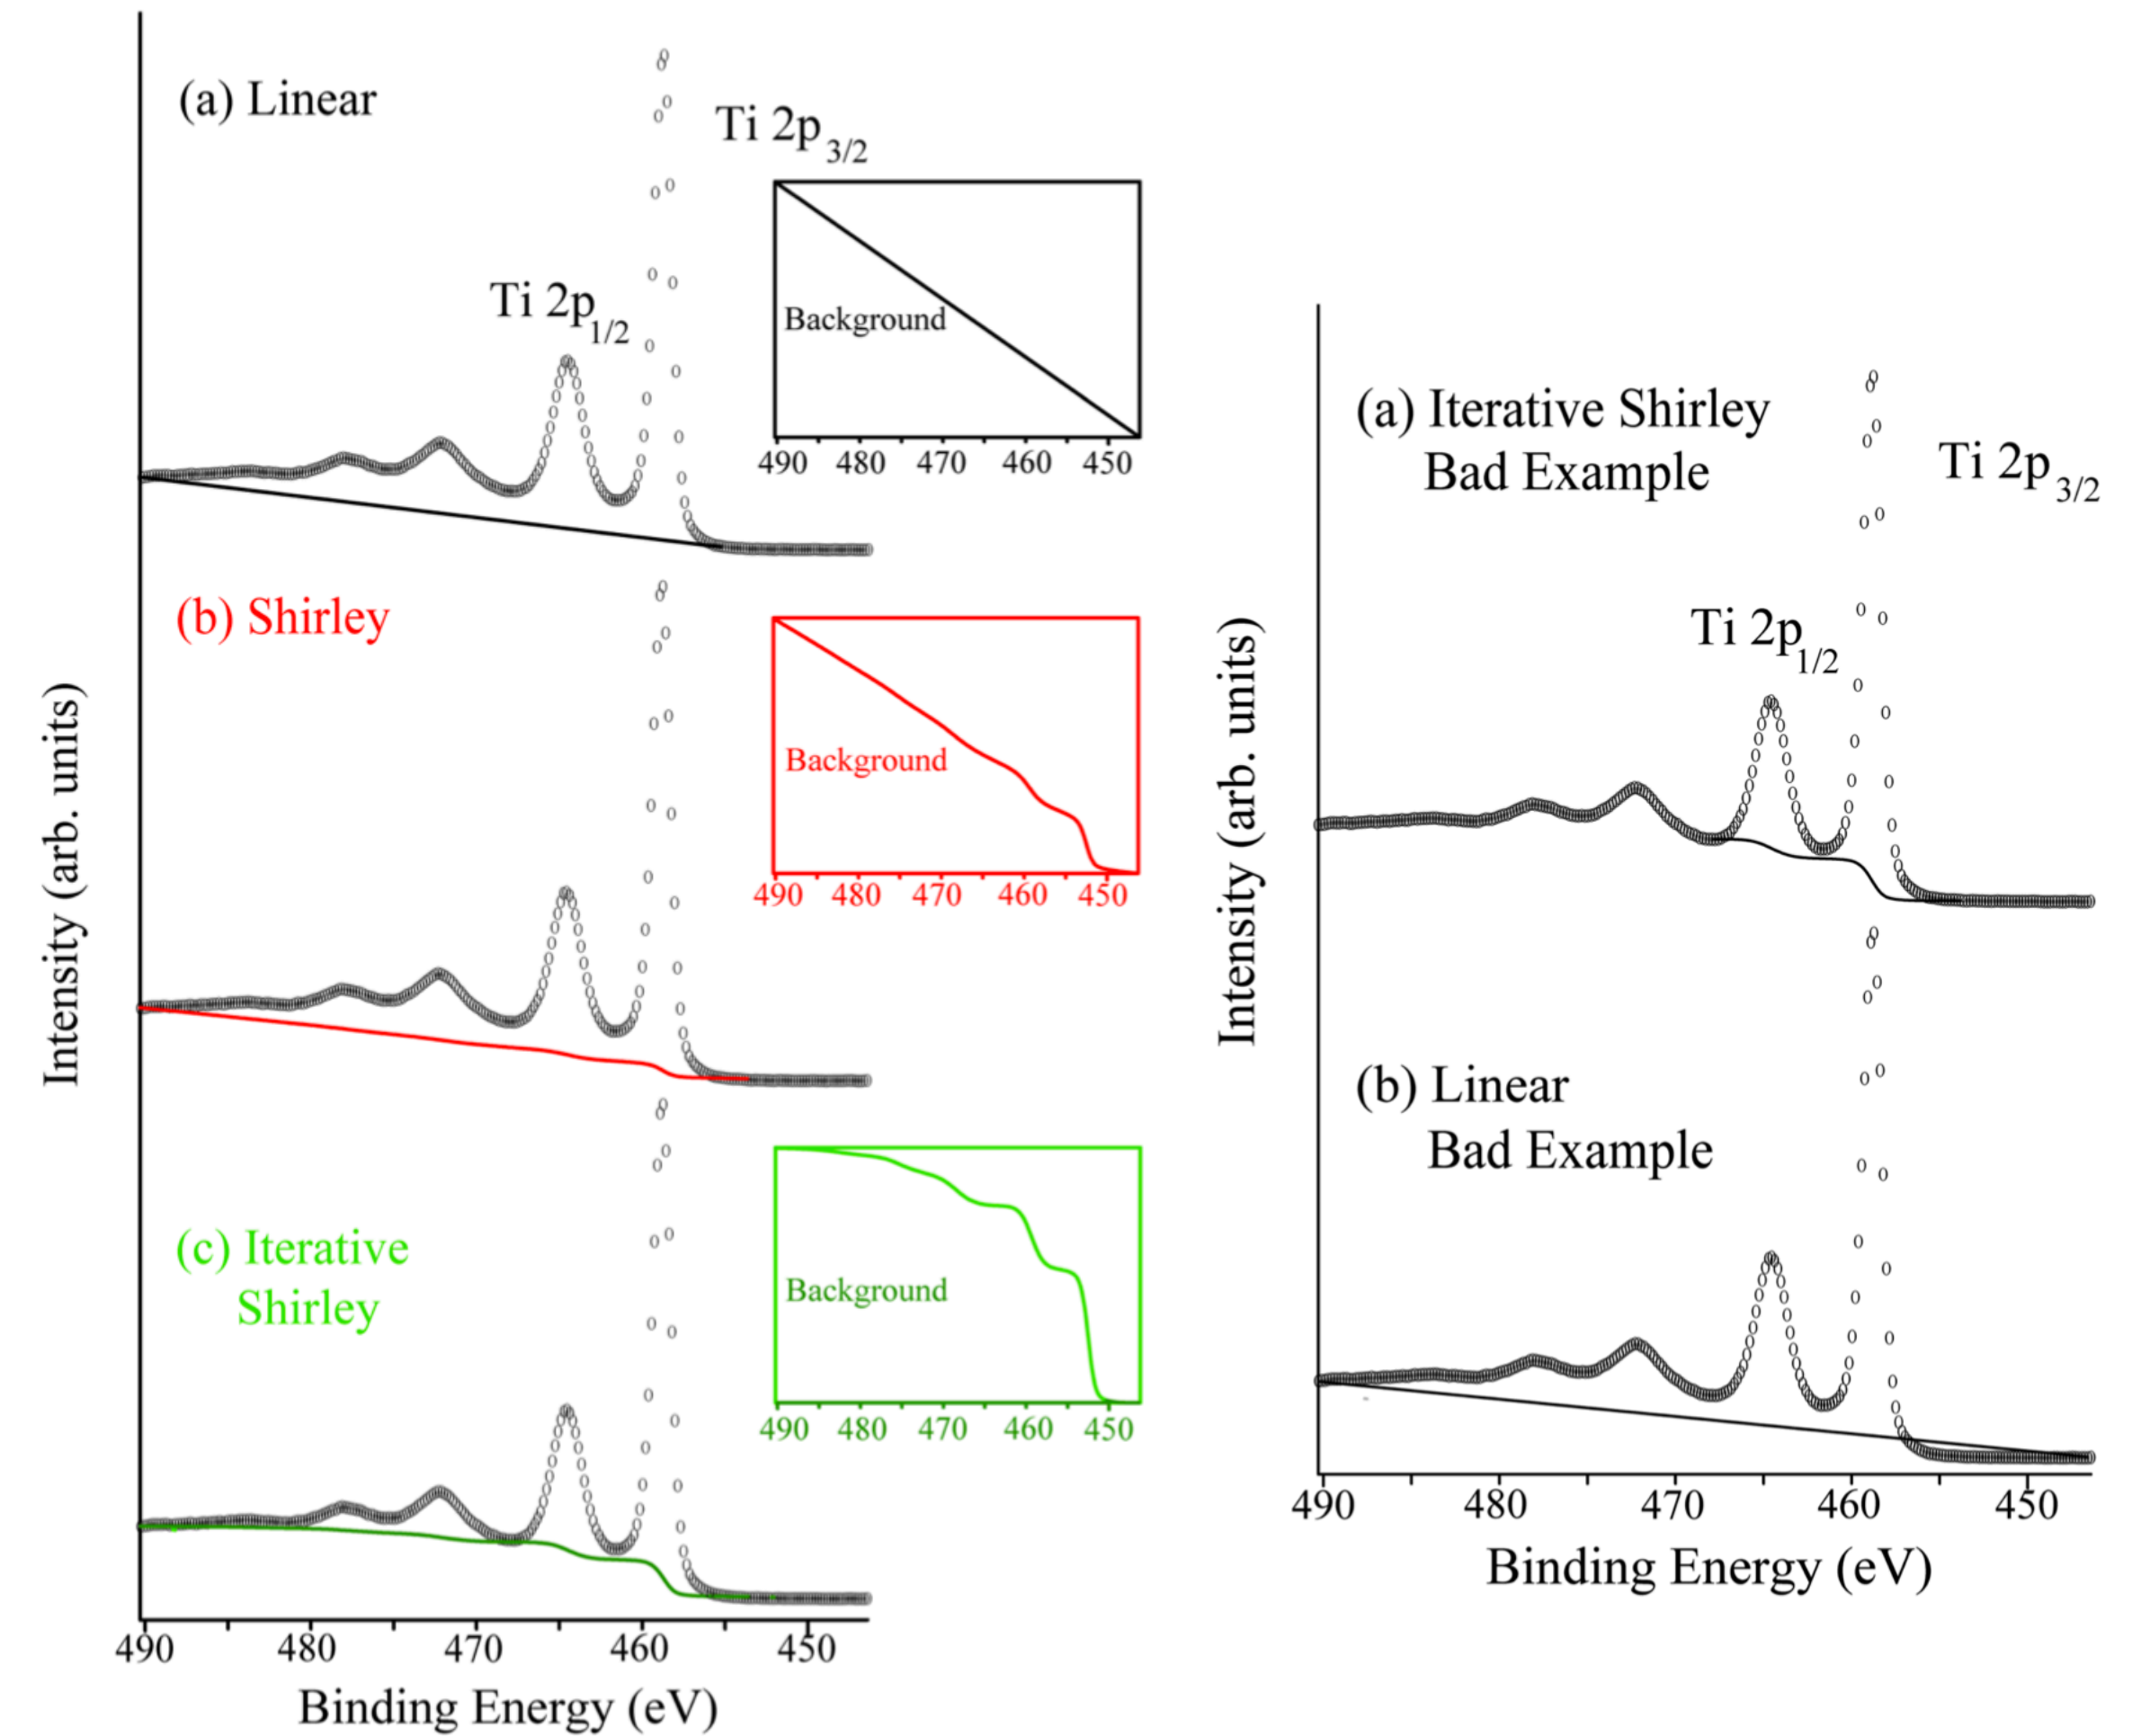 (a) Linear
Ti 2p3/2
Ti 2p1/2
Background
490 480 470 460 450
(b) Shirley
Background
490 480 470 460 450
(c) Iterative
Shirley
Background
490 480 470 460 450
Intensity (arb. units)
490 480 470 460 450
Binding Energy (eV)
(a) Iterative Shirley
Bad Example
Ti 2p3/2
Ti 2p1/2
(b) Linear
Bad Example
Intensity (arb. units)
490 480 470 460 450
Binding Energy (eV)